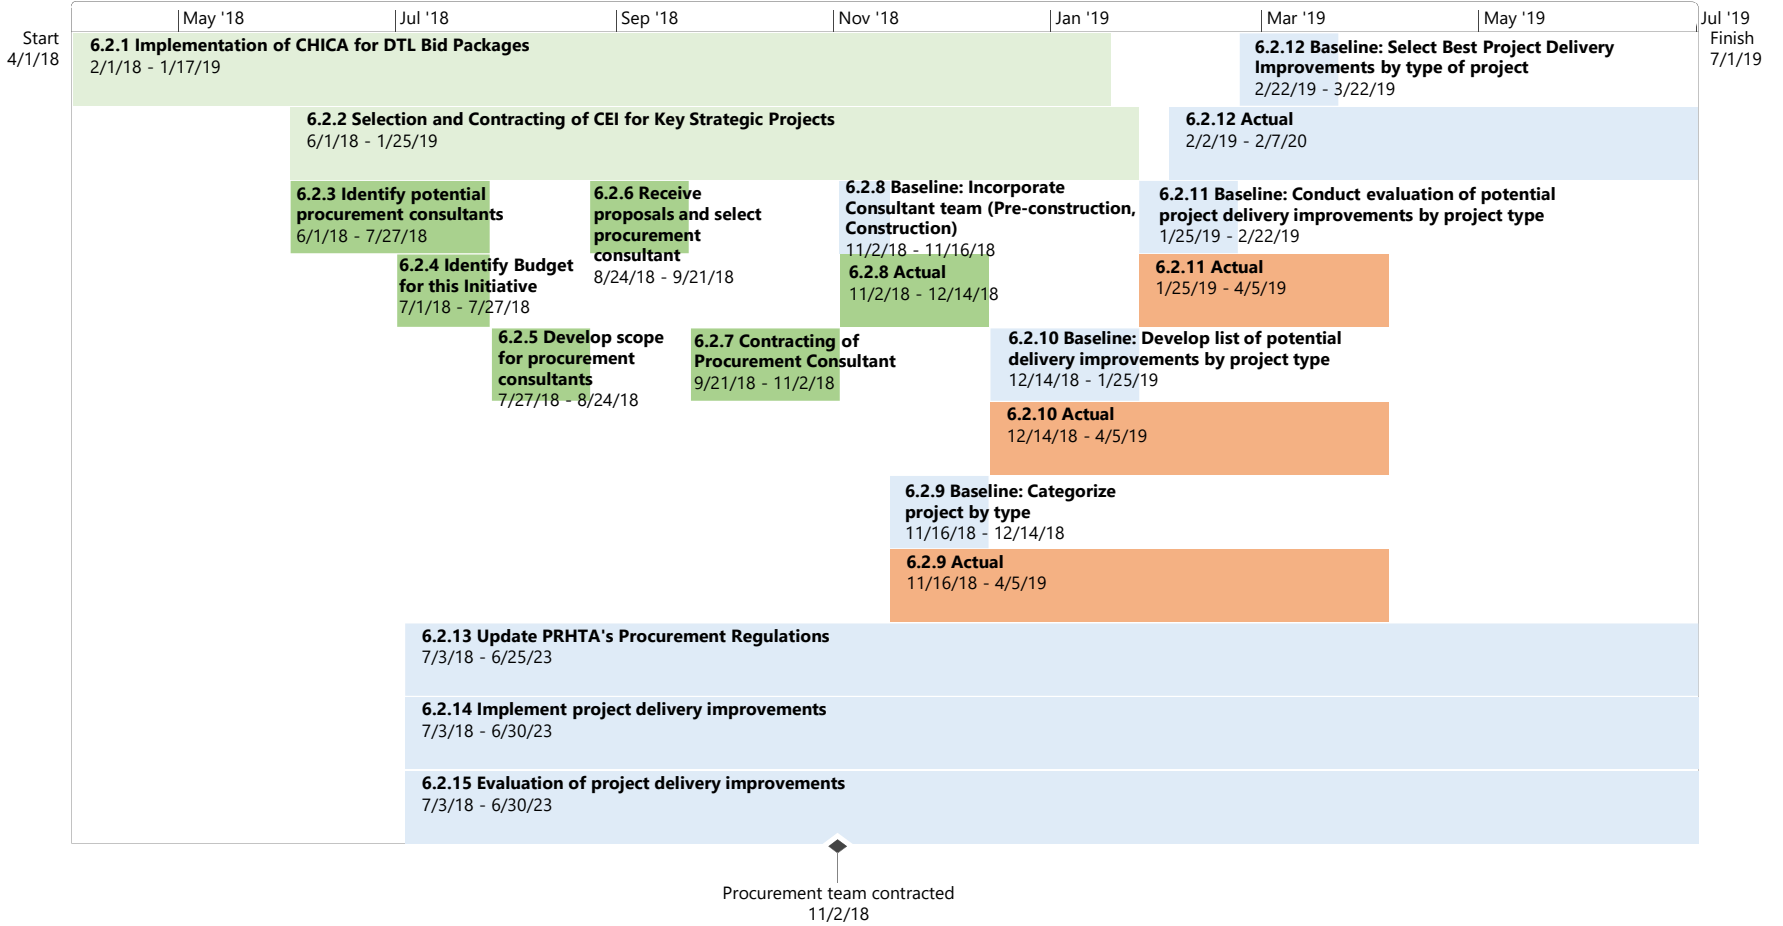 May '18
Jul '18
Sep '18
Nov '18
Jan '19
Mar '19
May '19
Jul '19
Start
4/1/18
Finish
7/1/19
6.2.1 Implementation of CHICA for DTL Bid Packages
2/1/18 - 1/17/19
6.2.12 Baseline: Select Best Project Delivery
Improvements by type of project
2/22/19 - 3/22/19
6.2.2 Selection and Contracting of CEI for Key Strategic Projects
6/1/18 - 1/25/19
6.2.12 Actual
2/2/19 - 2/7/20
6.2.3 Identify potential
procurement consultants
6/1/18 - 7/27/18
6.2.6 Receive
proposals and select
procurement
consultant
8/24/18 - 9/21/18
6.2.8 Baseline: Incorporate
Consultant team (Pre-construction,
Construction)
11/2/18 - 11/16/18
6.2.11 Baseline: Conduct evaluation of potential
project delivery improvements by project type
1/25/19 - 2/22/19
6.2.4 Identify Budget
for this Initiative
7/1/18 - 7/27/18
6.2.8 Actual
11/2/18 - 12/14/18
6.2.11 Actual
1/25/19 - 4/5/19
6.2.5 Develop scope
for procurement
consultants
7/27/18 - 8/24/18
6.2.7 Contracting of
Procurement Consultant
9/21/18 - 11/2/18
6.2.10 Baseline: Develop list of potential
delivery improvements by project type
12/14/18 - 1/25/19
6.2.10 Actual
12/14/18 - 4/5/19
6.2.9 Baseline: Categorize
project by type
11/16/18 - 12/14/18
6.2.9 Actual
11/16/18 - 4/5/19
6.2.13 Update PRHTA's Procurement Regulations
7/3/18 - 6/25/23
6.2.14 Implement project delivery improvements
7/3/18 - 6/30/23
6.2.15 Evaluation of project delivery improvements
7/3/18 - 6/30/23
Procurement team contracted
11/2/18